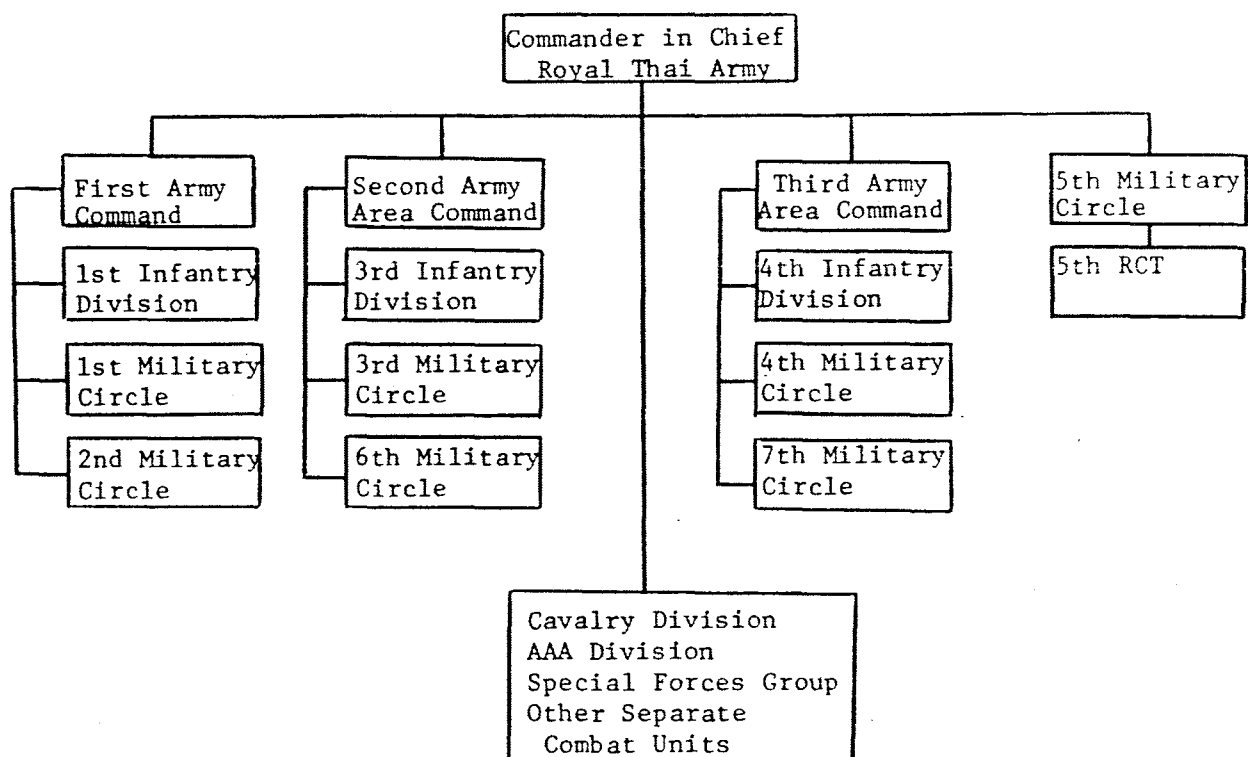 Commander in Chief
Royal Thai Army
First Army
Command
1st Infantry
Division
1st Military
Circle
2nd Military
Circle
Second Army
Area Command
3rd Infantry
Division
3rd Military
Circle
6th Military
Circle
Third Army
Area Command
4th Infantry
Division
4th Military
Circle
7th Military
Circle
5th Military
Circle
5th RCT
Cavalry Division
AAA Division
Special Forces Group
Other Separate
Combat Units